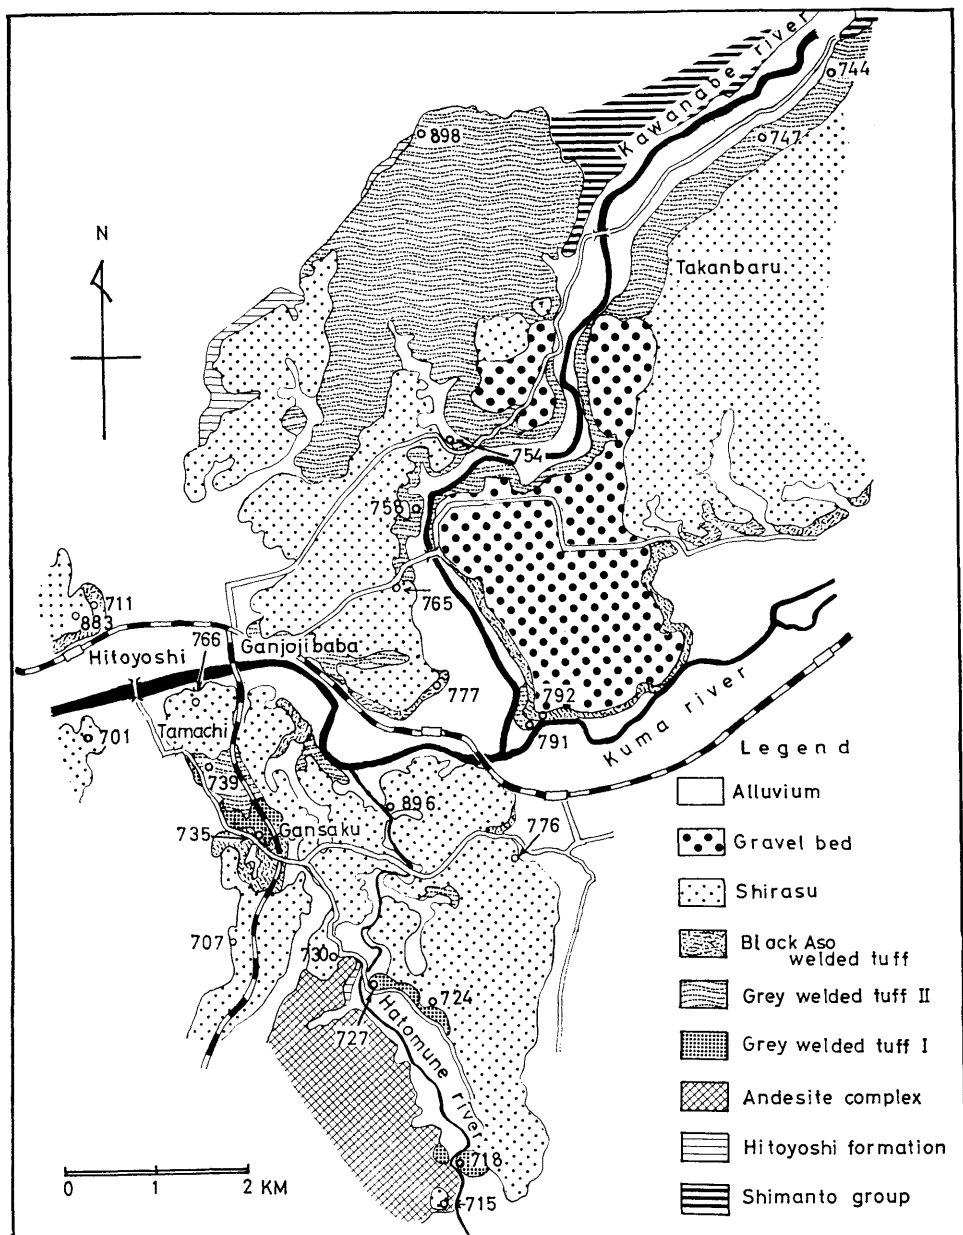 Kawanabe river
744
898
747
N
Takanbaru
754
758
711
765
883
766
Ganjojibaba
Hitoyoshi
777
792
Kuma river
701
Tamachi
791
739
896
735
Gansaku
776
707
730
724
727
Hatomune river
718
715
0 1 2 KM
Legend
Alluvium
Gravel bed
Shirasu
Black Aso
welded tuff
Grey welded tuff II
Grey welded tuff I
Andesite complex
Hitoyoshi formation
Shimanto group